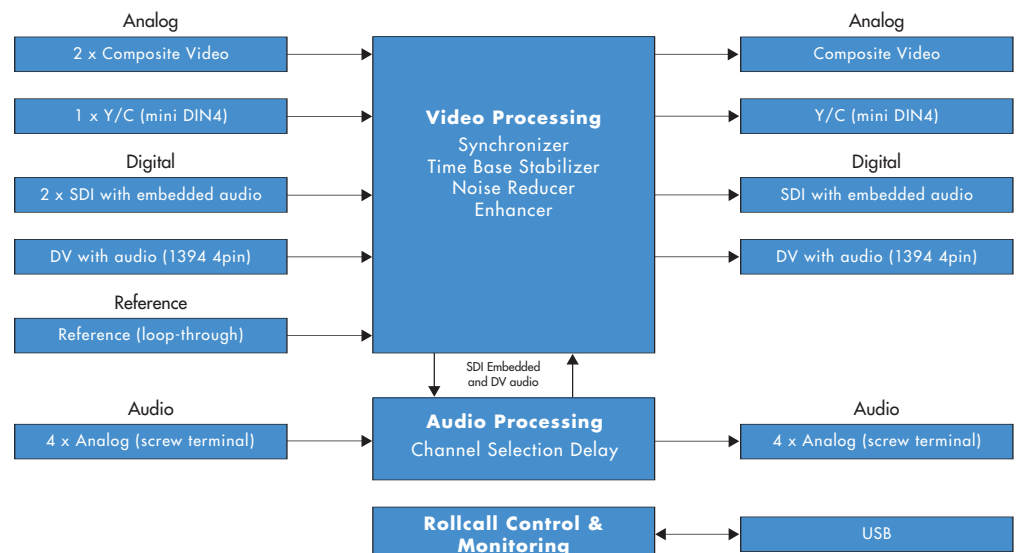 Analog
2 x Composite Video
1 x Y/C (mini DIN4)
Digital
2 x SDI with embedded audio
DV with audio (1394 4pin)
Reference
Reference (loop-through)
Audio
4 x Analog (screw terminal)
Video Processing
Synchronizer
Time Base Stabilizer
Noise Reducer
Enhancer
SDI Embedded
and DV audio
Audio Processing
Channel Selection Delay
Rollcall Control &
Monitoring
Analog
Composite Video
Y/C (mini DIN4)
Digital
SDI with embedded audio
DV with audio (1394 4pin)
Audio
4 x Analog (screw terminal)
USB